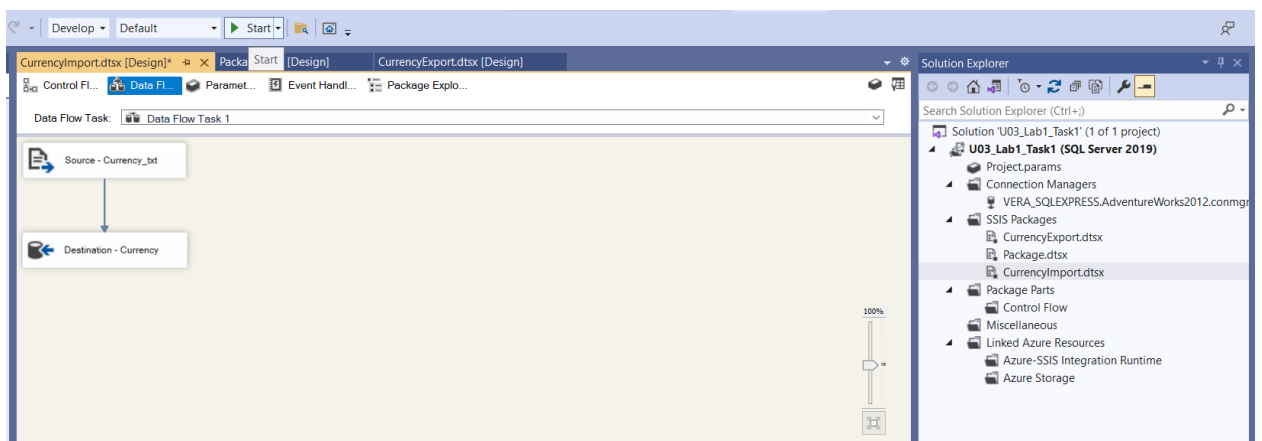 Develop Default Start
CurrencyImport.dtsx [Design]* Packa Start [Design] CurrencyExport.dtsx [Design] Solution Explorer
Control Fl... Data Fl... Paramet... Event Handl... Package Explo...
Search Solution Explorer (Ctrl+;)
Data Flow Task: Data Flow Task 1
Solution 'U03_Lab1_Task1' (1 of 1 project)
U03_Lab1_Task1 (SQL Server 2019)
Project.params
Connection Managers
VERA_SQLEXPRESS.AdventureWorks2012.conmgr
SSIS Packages
CurrencyExport.dtsx
Package.dtsx
CurrencyImport.dtsx
Package Parts
Control Flow
Miscellaneous
Linked Azure Resources
Azure-SSIS Integration Runtime
Azure Storage
Source - Currency_txt
Destination - Currency
100%